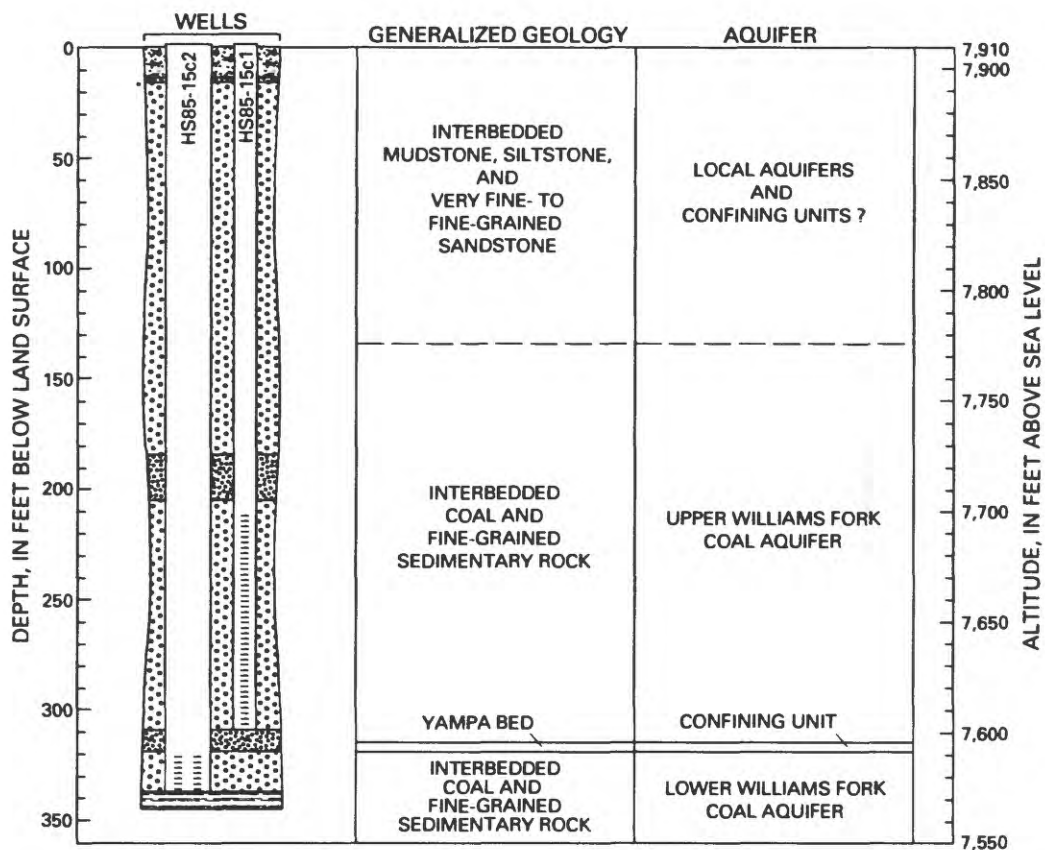 WELLS
GENERALIZED GEOLOGY
AQUIFER
HS85-15c2
HS85-15c1
DEPTH, IN FEET BELOW LAND SURFACE
0
50
100
150
200
250
300
350
INTERBEDDED
MUDSTONE, SILTSTONE,
AND
VERY FINE- TO
FINE-GRAINED
SANDSTONE
LOCAL AQUIFERS
AND
CONFINING UNITS ?
INTERBEDDED
COAL AND
FINE-GRAINED
SEDIMENTARY ROCK
UPPER WILLIAMS FORK
COAL AQUIFER
YAMPA BED
CONFINING UNIT
INTERBEDDED
COAL AND
FINE-GRAINED
SEDIMENTARY ROCK
LOWER WILLIAMS FORK
COAL AQUIFER
7,910
7,900
7,850
7,800
7,750
7,700
7,650
7,600
7,550
ALTITUDE, IN FEET ABOVE SEA LEVEL